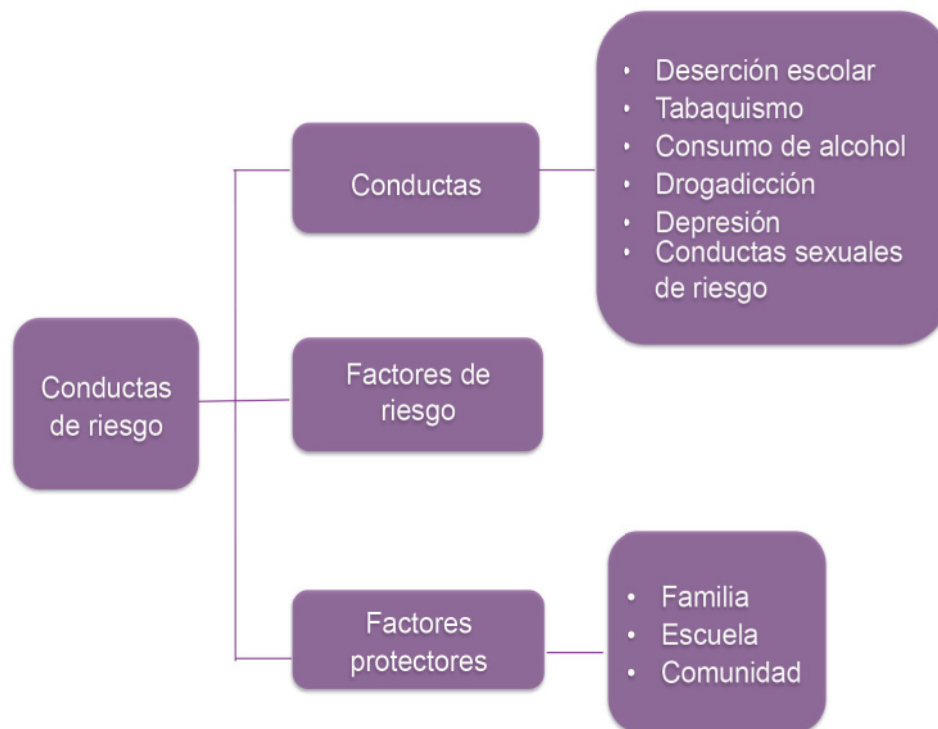 Conductas
de riesgo
Conductas
• Deserción escolar
• Tabaquismo
• Consumo de alcohol
• Drogadicción
• Depresión
• Conductas sexuales
de riesgo
Factores de
riesgo
Factores
protectores
• Familia
• Escuela
• Comunidad